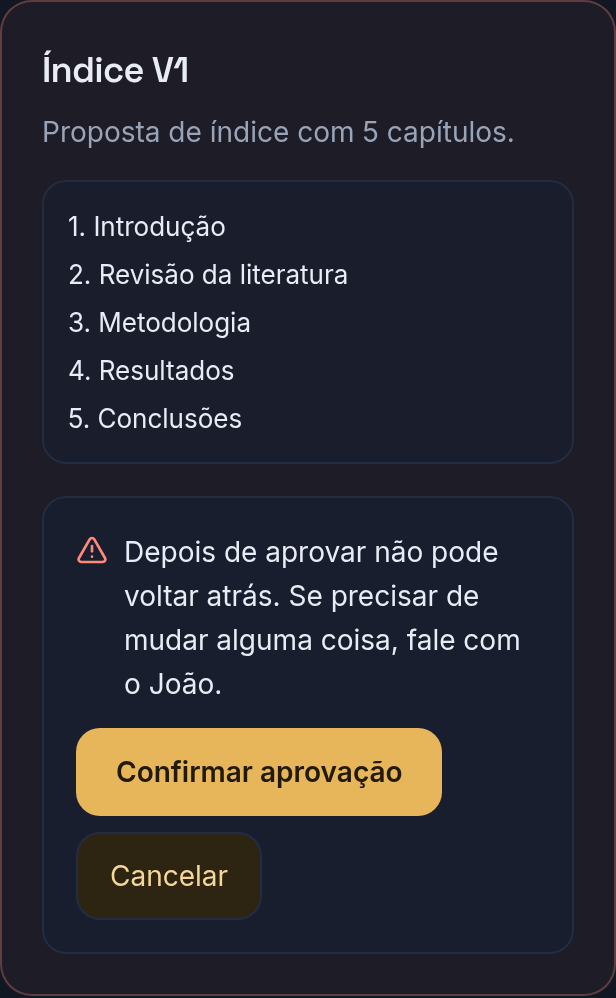 Índice V1
Proposta de índice com 5 capítulos.
1. Introdução
2. Revisão da literatura
3. Metodologia
4. Resultados
5. Conclusões
Depois de aprovar não pode
voltar atrás. Se precisar de
mudar alguma coisa, fale com
o João.
Confirmar aprovação
Cancelar